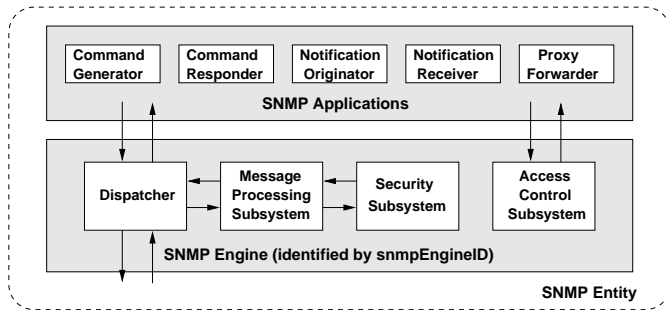 Command
Generator
Command
Responder
Notification
Originator
Notification
Receiver
Proxy
Forwarder
SNMP Applications
Dispatcher
Message
Processing
Subsystem
Security
Subsystem
Access
Control
Subsystem
SNMP Engine (identified by snmpEngineID)
SNMP Entity